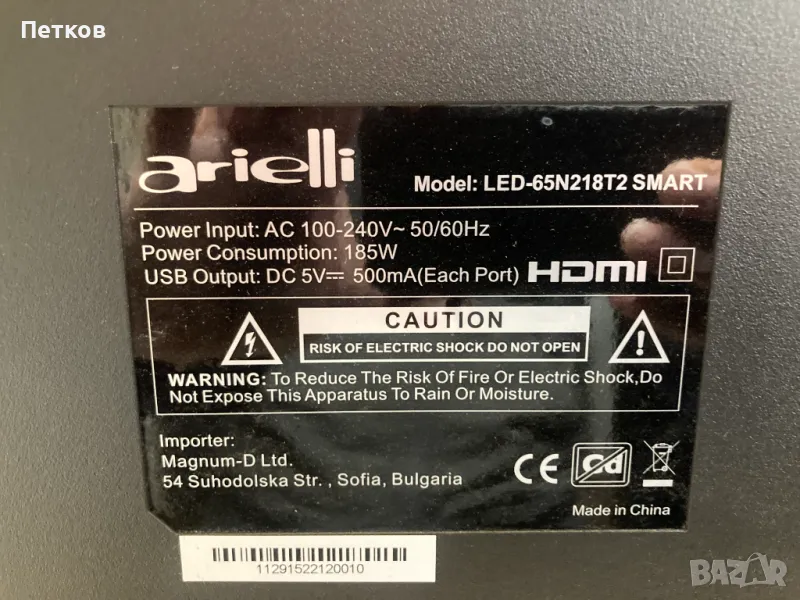 Петков
arielli
Model: LED-65N218T2 SMART
Power Input: AC 100-240V~ 50/60Hz
Power Consumption: 185W
USB Output: DC 5V⎓ 500mA(Each Port) HDMI
CAUTION
RISK OF ELECTRIC SHOCK DO NOT OPEN
WARNING: To Reduce The Risk Of Fire Or Electric Shock,Do
Not Expose This Apparatus To Rain Or Moisture.
Importer:
Magnum-D Ltd.
54 Suhodolska Str. , Sofia, Bulgaria
CE Cd
Made in China
11291522120010
BAZAR